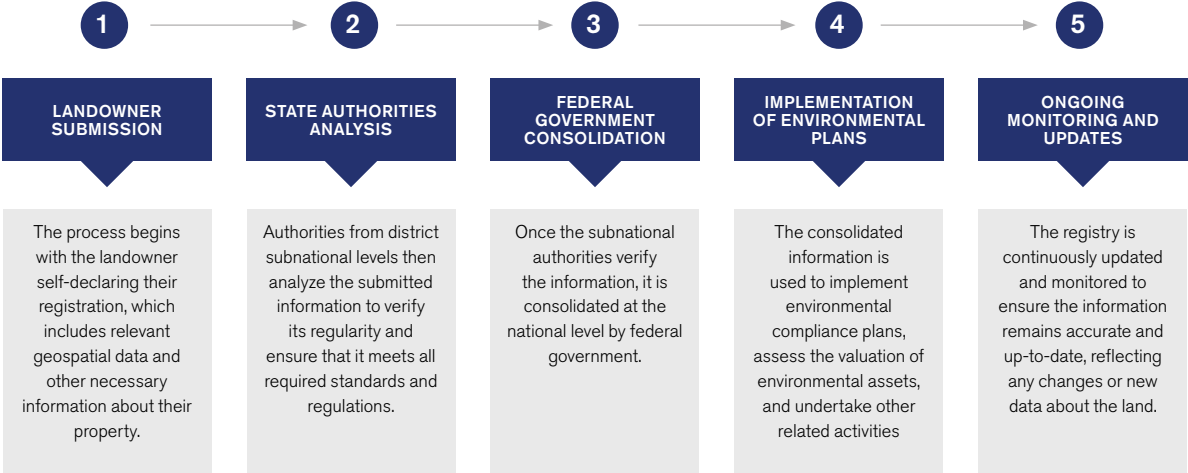 1
2
3
4
5
LANDOWNER
SUBMISSION
STATE AUTHORITIES
ANALYSIS
FEDERAL
GOVERNMENT
CONSOLIDATION
IMPLEMENTATION
OF ENVIRONMENTAL
PLANS
ONGOING
MONITORING AND
UPDATES
The process begins
with the landowner
self-declaring their
registration, which
includes relevant
geospatial data and
other necessary
information about their
property.
Authorities from district
subnational levels then
analyze the submitted
information to verify
its regularity and
ensure that it meets all
required standards and
regulations.
Once the subnational
authorities verify
the information, it is
consolidated at the
national level by federal
government.
The consolidated
information is
used to implement
environmental
compliance plans,
assess the valuation of
environmental assets,
and undertake other
related activities
The registry is
continuously updated
and monitored to
ensure the information
remains accurate and
up-to-date, reflecting
any changes or new
data about the land.